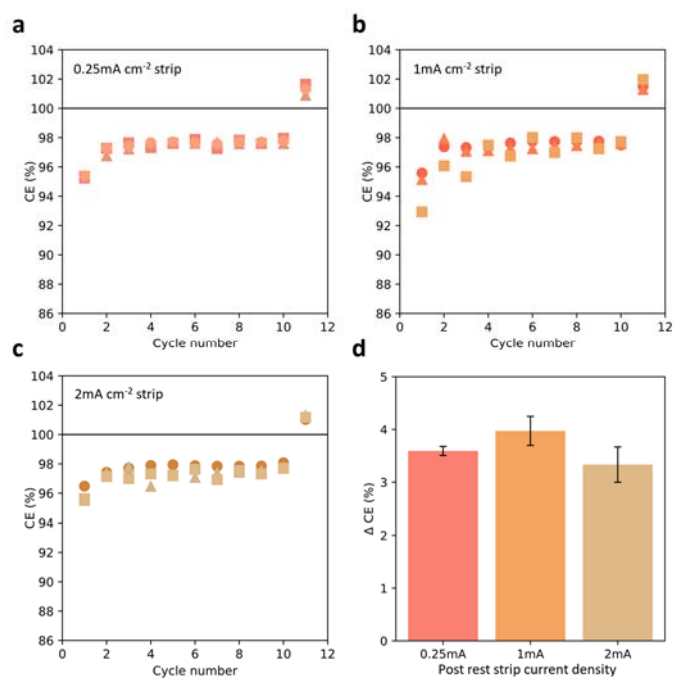 a
104
102
100
98
96
94
92
90
88
86
CE (%)
0.25mA cm⁻² strip
0 2 4 6 8 10 12
Cycle number
b
104
102
100
98
96
94
92
90
88
86
CE (%)
1mA cm⁻² strip
0 2 4 6 8 10 12
Cycle number
c
104
102
100
98
96
94
92
90
88
86
CE (%)
2mA cm⁻² strip
0 2 4 6 8 10 12
Cycle number
d
5
4
3
2
1
0
Δ CE (%)
0.25mA 1mA 2mA
Post rest strip current density